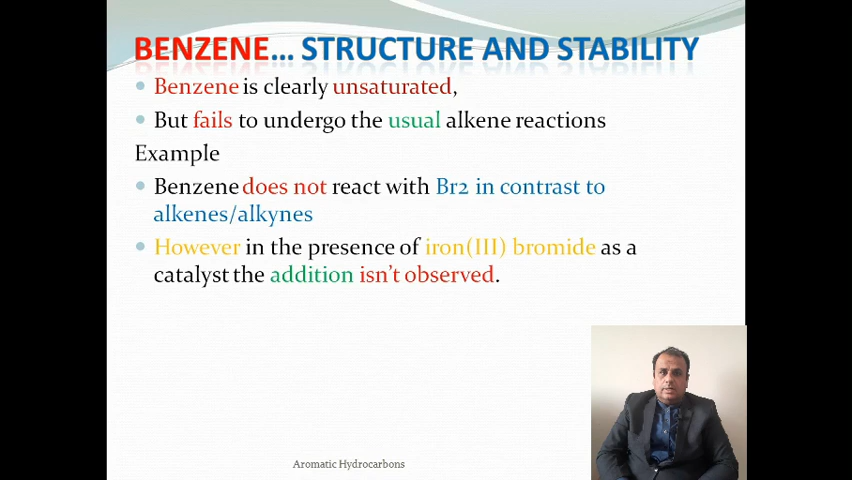 BENZENE... STRUCTURE AND STABILITY
Benzene is clearly unsaturated,
But fails to undergo the usual alkene reactions
Example
Benzene does not react with Br2 in contrast to
alkenes/alkynes
However in the presence of iron(III) bromide as a
catalyst the addition isn't observed.
Aromatic Hydrocarbons